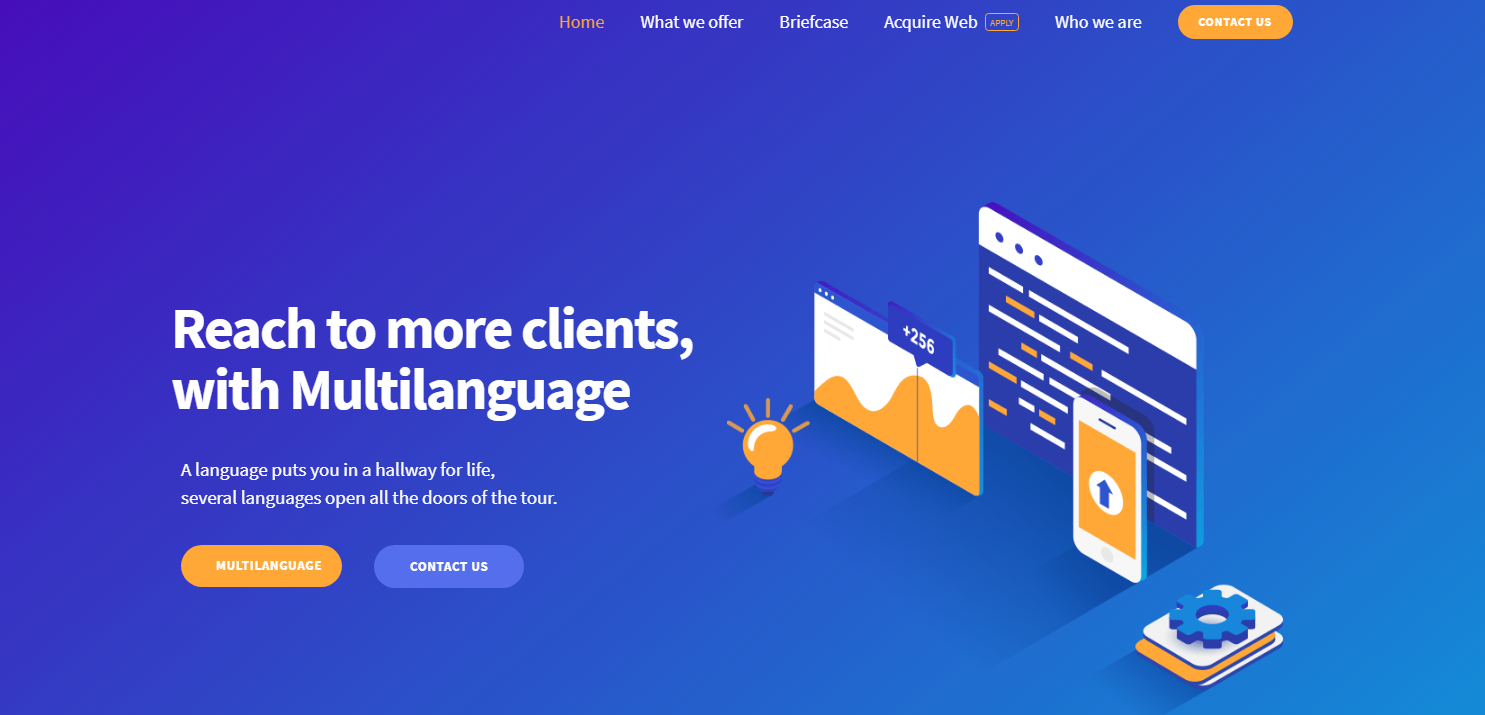 Home What we offer Briefcase Acquire Web APPLY Who we are CONTACT US
Reach to more clients,
with Multilanguage
A language puts you in a hallway for life,
several languages open all the doors of the tour.
MULTILANGUAGE CONTACT US
+256